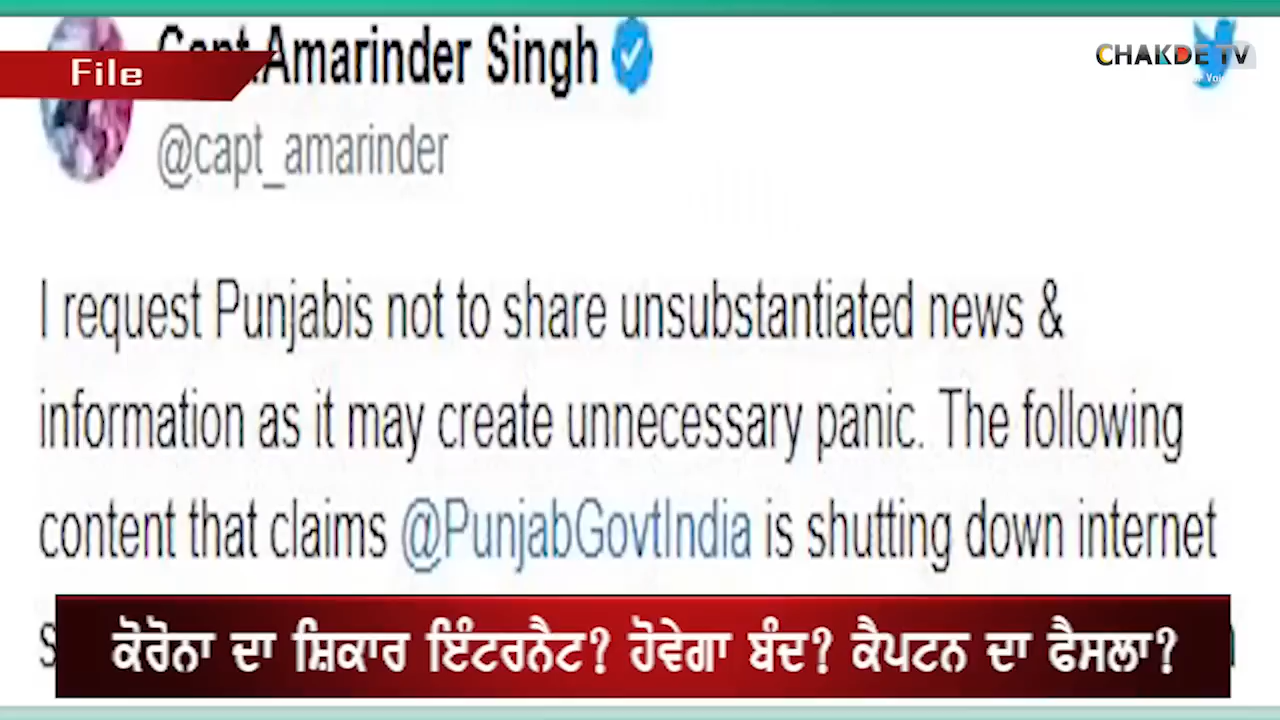 Capt.Amarinder Singh
File
CHAKDE TV
@capt_amarinder
I request Punjabis not to share unsubstantiated news &
information as it may create unnecessary panic. The following
content that claims @PunjabGovtIndia is shutting down internet
ਕੋਰੋਨਾ ਦਾ ਸ਼ਿਕਾਰ ਇੰਟਰਨੈਟ? ਹੋਵੇਗਾ ਬੰਦ? ਕੈਪਟਨ ਦਾ ਫੈਸਲਾ?